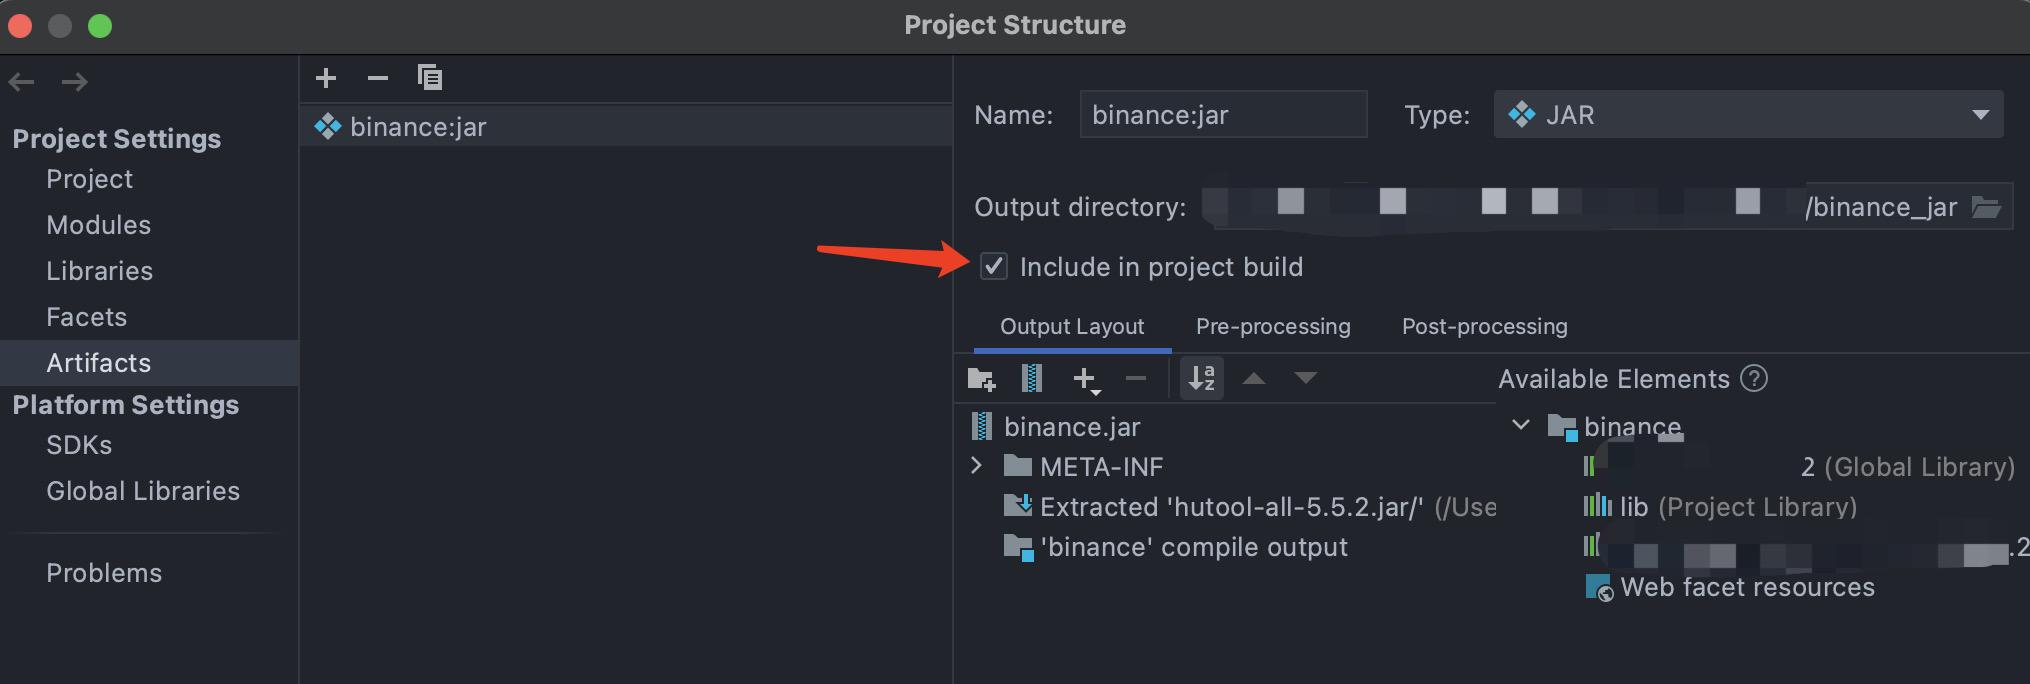 Project Structure
Project Settings
Project
Modules
Libraries
Facets
Artifacts
Platform Settings
SDKs
Global Libraries
Problems
binance:jar
Name: binance:jar Type: JAR
Output directory: /binance_jar
Include in project build
Output Layout Pre-processing Post-processing
Available Elements ?
binance.jar
META-INF
Extracted 'hutool-all-5.5.2.jar/' (/Use
'binance' compile output
binance
2 (Global Library)
lib (Project Library)
.2
Web facet resources